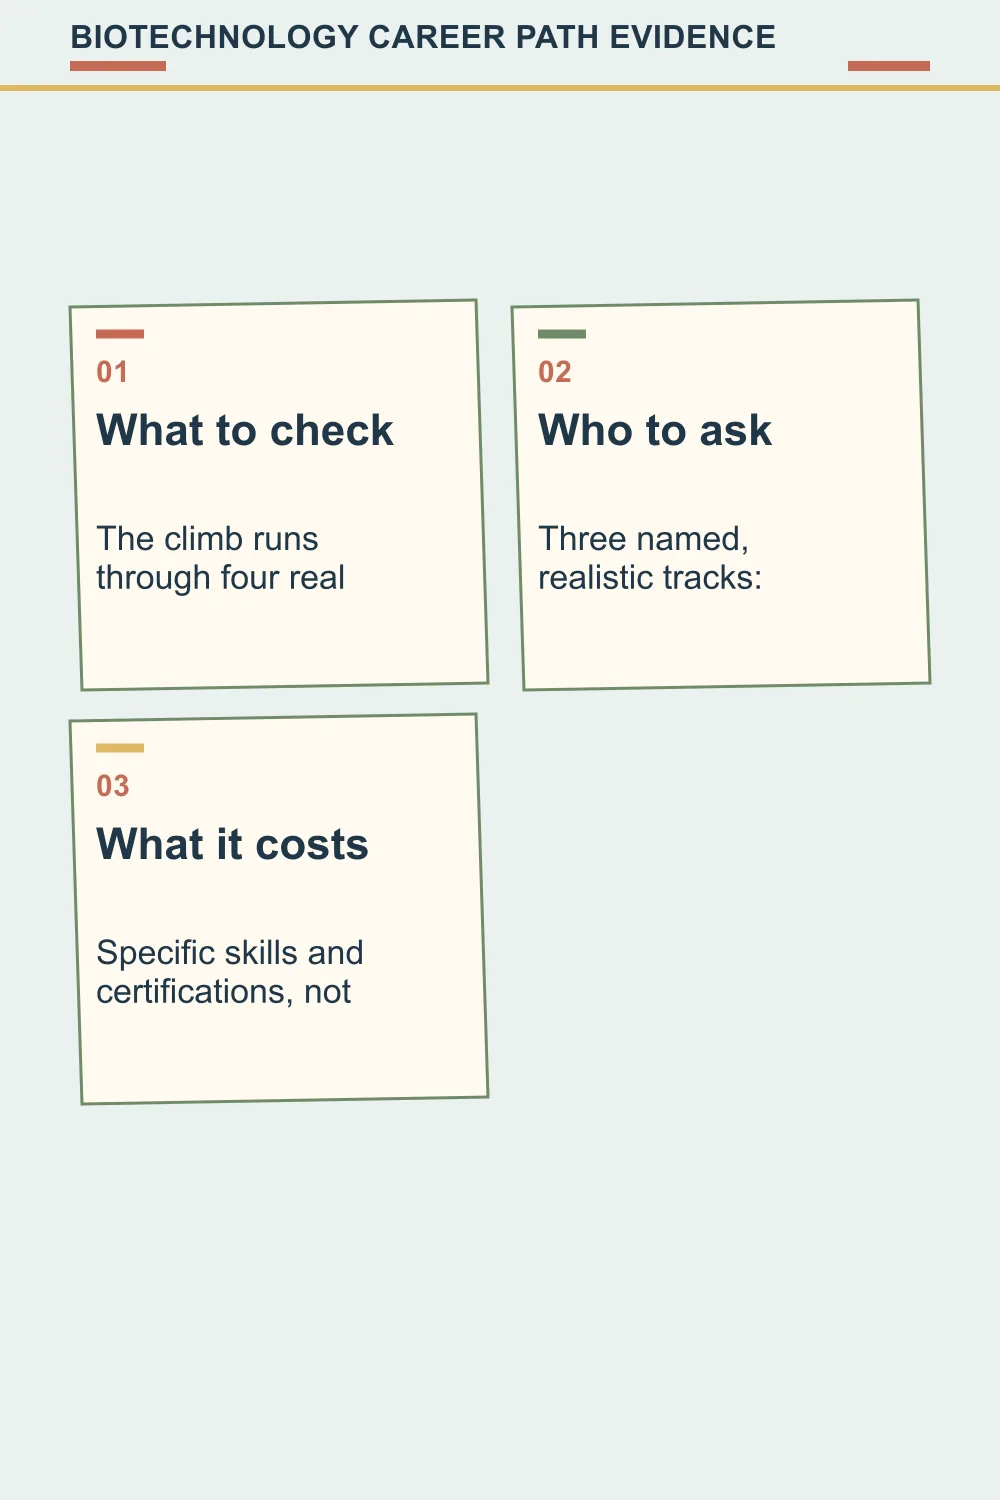 BIOTECHNOLOGY CAREER PATH EVIDENCE
01
What to check
The climb runs
through four real
02
Who to ask
Three named,
realistic tracks:
03
What it costs
Specific skills and
certifications, not